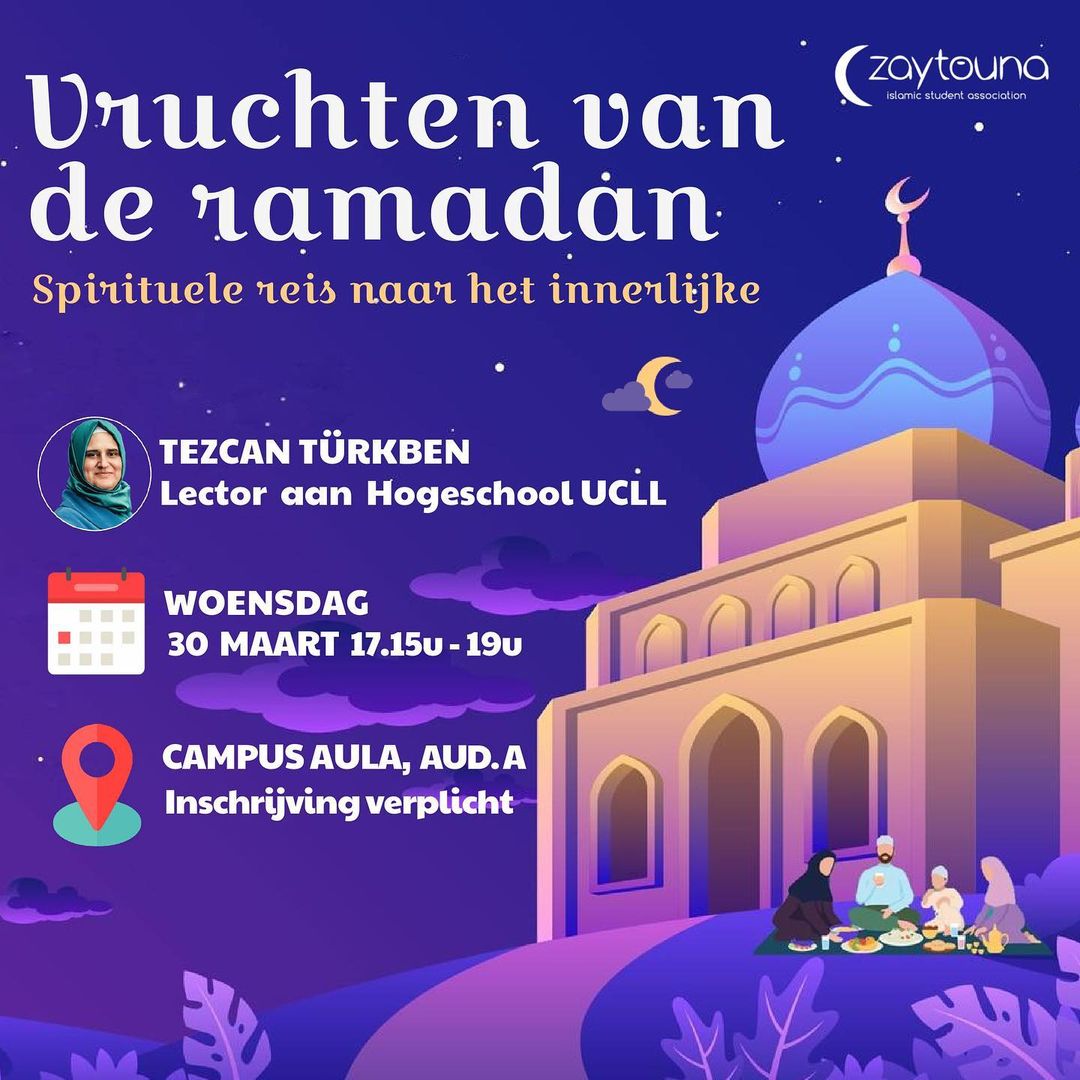 zaytouna
islamic student association
Vruchten van
de ramadan
Spirituele reis naar het innerlijke
TEZCAN TÜRKBEN
Lector aan Hogeschool UCLL
WOENSDAG
30 MAART 17.15u - 19u
CAMPUS AULA, AUD. A
Inschrijving verplicht